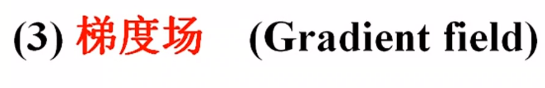 (3) 梯度场 (Gradient field)